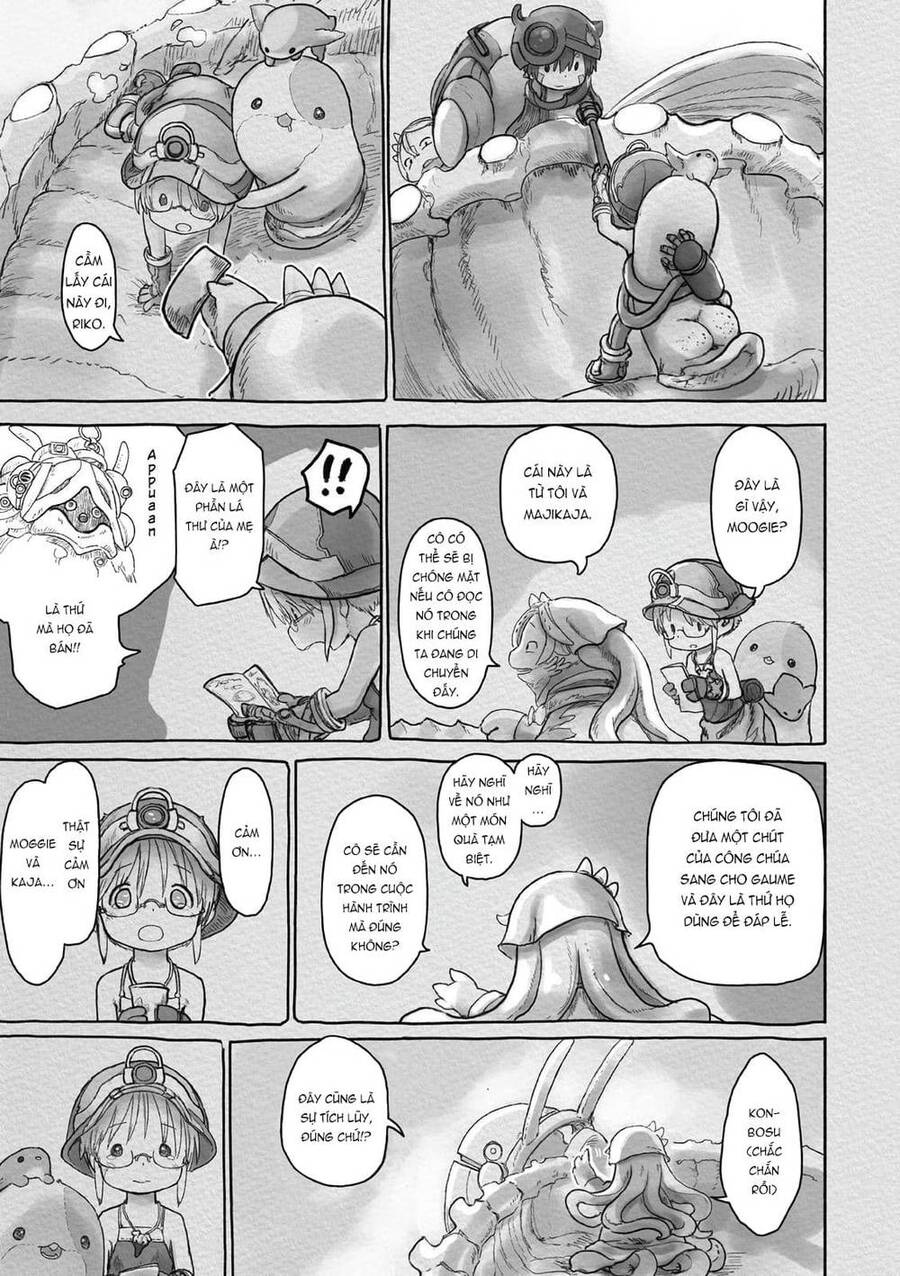 CẦM
LẤY CÁI
NÀY ĐI,
RIKO.
ĐÂY LÀ
GÌ VẬY,
MOOGIE?
CÁI NÀY LÀ
TỪ TÔI VÀ
MAJIKAJA.
CÔ CÓ
THỂ SẼ BỊ
CHÓNG MẶT
NẾU CÔ ĐỌC
NÓ TRONG
KHI CHÚNG
TA ĐANG DI
CHUYỂN
ĐẤY.
!!
ĐÂY LÀ MỘT
PHẦN LÁ
THƯ CỦA MẸ
À!?
APPUAAN
LÀ THỨ
MÀ HỌ ĐÃ
BÁN!!
CHÚNG TÔI ĐÃ
ĐƯA MỘT CHÚT
CỦA CÔNG CHÚA
SANG CHO GAUME
VÀ ĐÂY LÀ THỨ HỌ
DÙNG ĐỂ ĐÁP LỄ.
HÃY
NGHĨ
...
HÃY NGHĨ
VỀ NÓ NHƯ
MỘT MÓN
QUÀ TẠM
BIỆT.
CÔ SẼ CẦN
ĐẾN NÓ
TRONG CUỘC
HÀNH TRÌNH
MÀ ĐÚNG
KHÔNG?
CẢM
ƠN...
THẬT
SỰ
CẢM
ƠN
MOGGIE
VÀ
KAJA...
KON-
BOSU
(CHẮC
CHẮN
RỒI)
ĐÂY CŨNG LÀ
SỰ TÍCH LŨY,
ĐÚNG CHỨ!?